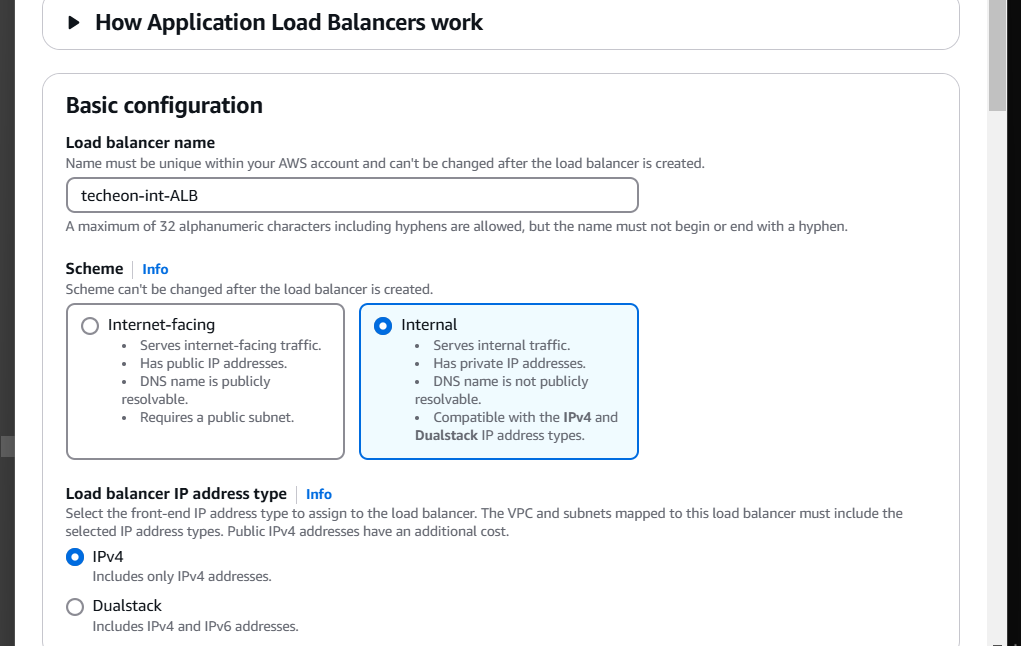 How Application Load Balancers work
Basic configuration
Load balancer name
Name must be unique within your AWS account and can't be changed after the load balancer is created.
techeon-int-ALB
A maximum of 32 alphanumeric characters including hyphens are allowed, but the name must not begin or end with a hyphen.
Scheme | Info
Scheme can't be changed after the load balancer is created.
Internet-facing
• Serves internet-facing traffic.
• Has public IP addresses.
• DNS name is publicly
resolvable.
• Requires a public subnet.
Internal
• Serves internal traffic.
• Has private IP addresses.
• DNS name is not publicly
resolvable.
• Compatible with the IPv4 and
Dualstack IP address types.
Load balancer IP address type | Info
Select the front-end IP address type to assign to the load balancer. The VPC and subnets mapped to this load balancer must include the
selected IP address types. Public IPv4 addresses have an additional cost.
IPv4
Includes only IPv4 addresses.
Dualstack
Includes IPv4 and IPv6 addresses.